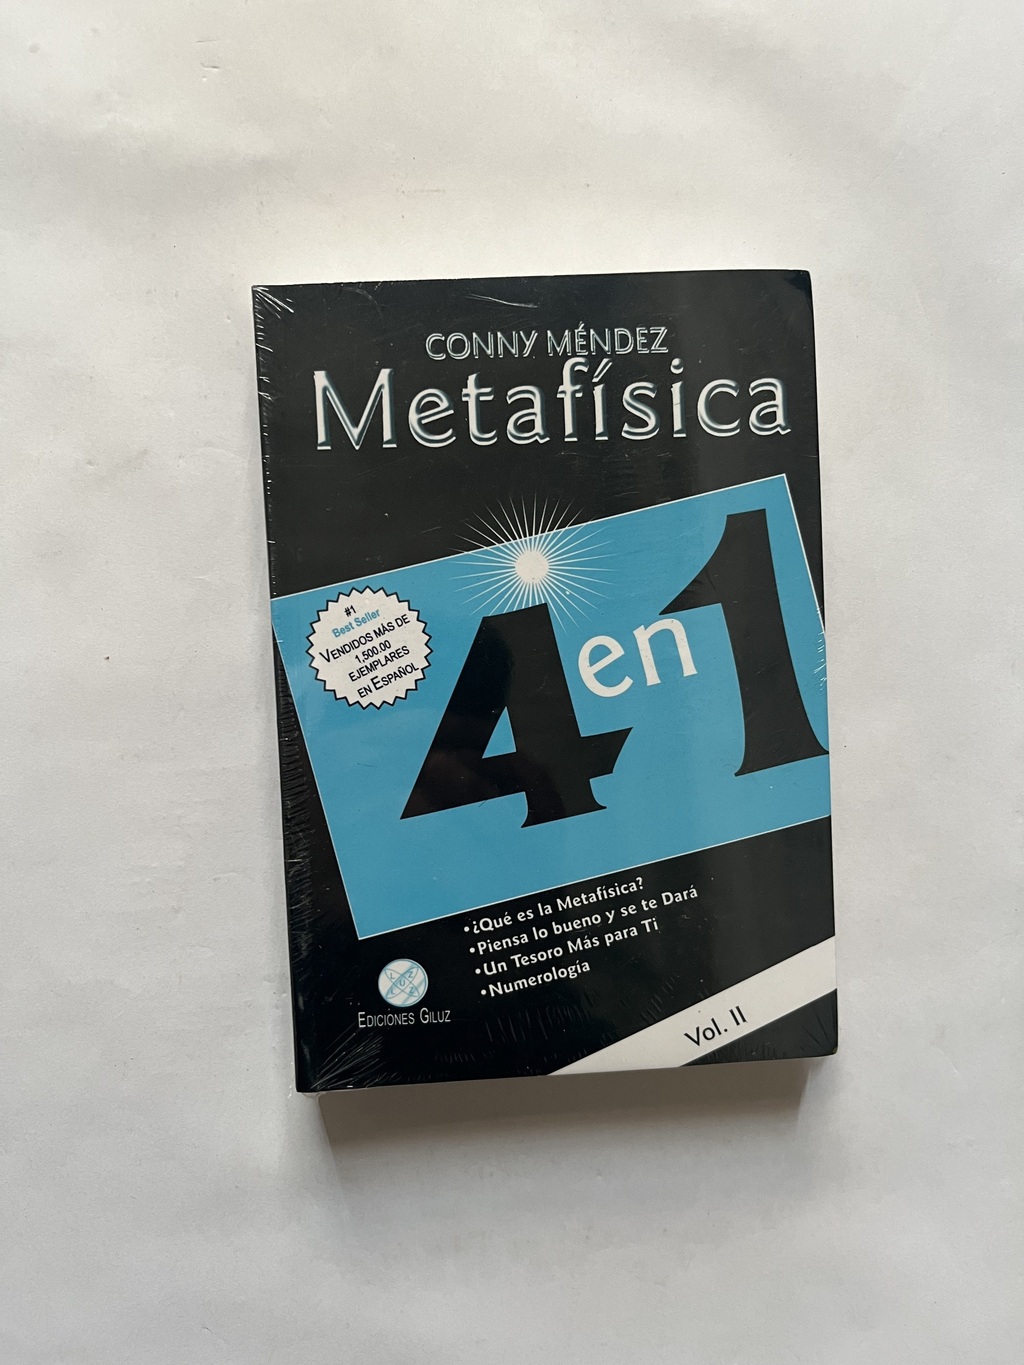 CONNY MÉNDEZ
Metafísica
4 en 1
#1
Best Seller
VENDIDOS MÁS DE
1,500.00
EJEMPLARES
EN ESPAÑOL
•¿Qué es la Metafísica?
•Piensa lo bueno y se te Dará
•Un Tesoro Más para Ti
•Numerología
EDICIONES GILUZ
Vol. II